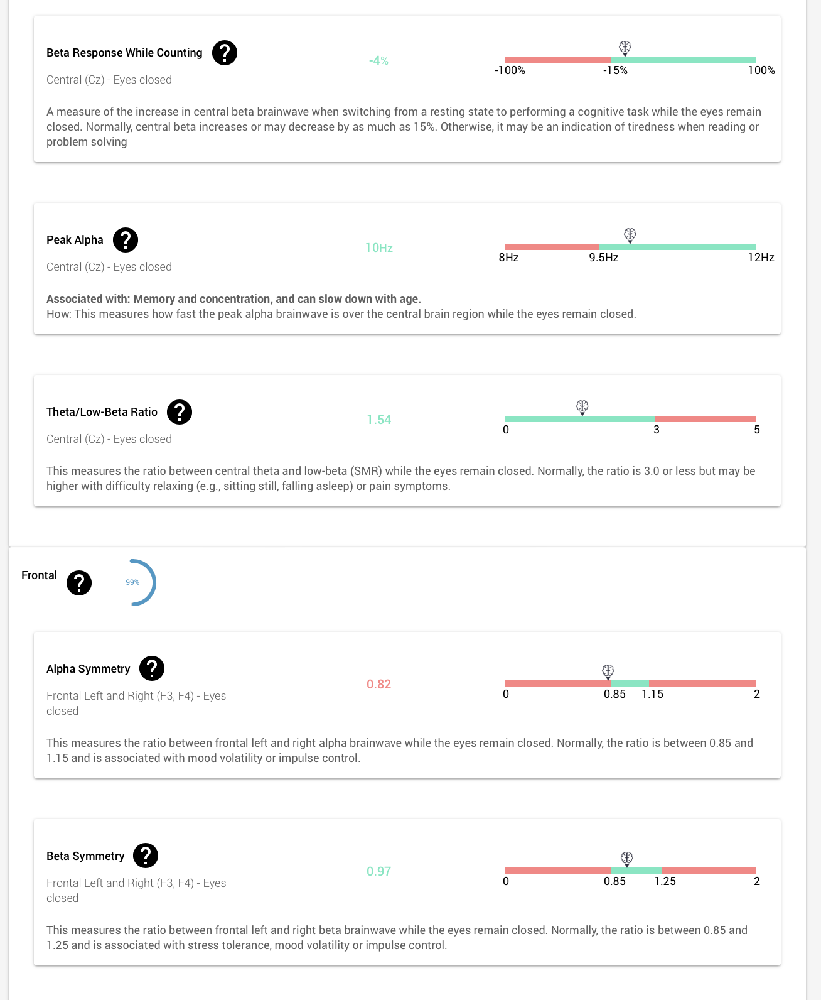 Beta Response While Counting ?
-4%
-100% -15% 100%
Central (Cz) - Eyes closed
A measure of the increase in central beta brainwave when switching from a resting state to performing a cognitive task while the eyes remain
closed. Normally, central beta increases or may decrease by as much as 15%. Otherwise, it may be an indication of tiredness when reading or
problem solving
Peak Alpha ?
10Hz
8Hz 9.5Hz 12Hz
Central (Cz) - Eyes closed
Associated with: Memory and concentration, and can slow down with age.
How: This measures how fast the peak alpha brainwave is over the central brain region while the eyes remain closed.
Theta/Low-Beta Ratio ?
1.54
0 3 5
Central (Cz) - Eyes closed
This measures the ratio between central theta and low-beta (SMR) while the eyes remain closed. Normally, the ratio is 3.0 or less but may be
higher with difficulty relaxing (e.g., sitting still, falling asleep) or pain symptoms.
Frontal ? 99%
Alpha Symmetry ?
0.82
0 0.85 1.15 2
Frontal Left and Right (F3, F4) - Eyes
closed
This measures the ratio between frontal left and right alpha brainwave while the eyes remain closed. Normally, the ratio is between 0.85 and
1.15 and is associated with mood volatility or impulse control.
Beta Symmetry ?
0.97
0 0.85 1.25 2
Frontal Left and Right (F3, F4) - Eyes
closed
This measures the ratio between frontal left and right beta brainwave while the eyes remain closed. Normally, the ratio is between 0.85 and
1.25 and is associated with stress tolerance, mood volatility or impulse control.